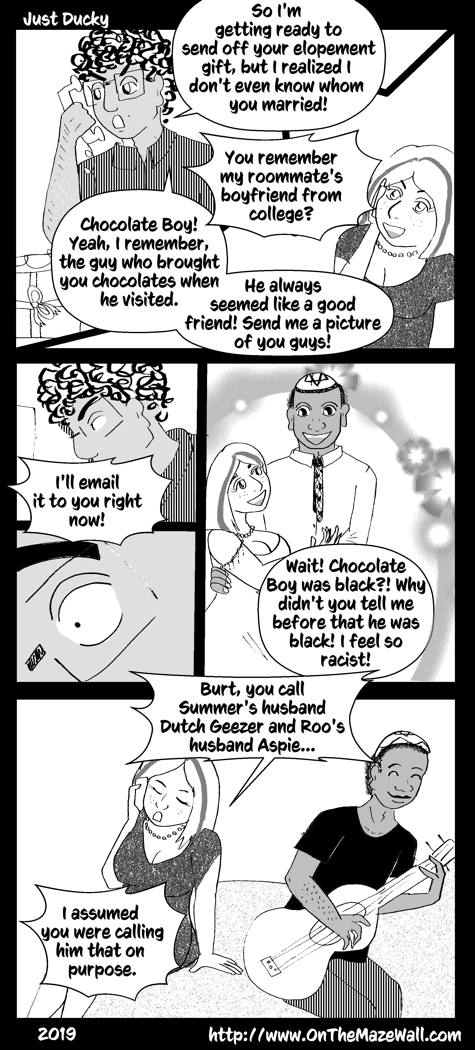 Just Ducky
So I'm
getting ready to
send off your elopement
gift, but I realized I
don't even know whom
you married!
You remember
my roommate's
boyfriend from
college?
Chocolate Boy!
Yeah, I remember,
the guy who brought
you chocolates when
he visited.
He always
seemed like a good
friend! Send me a picture
of you guys!
I'll email
it to you right
now!
Wait! Chocolate
Boy was black?! Why
didn't you tell me
before that he was
black! I feel so
racist!
Burt, you call
Summer's husband
Dutch Geezer and Roo's
husband Aspie...
I assumed
you were calling
him that on
purpose.
2019
http://www.OnTheMazeWall.com